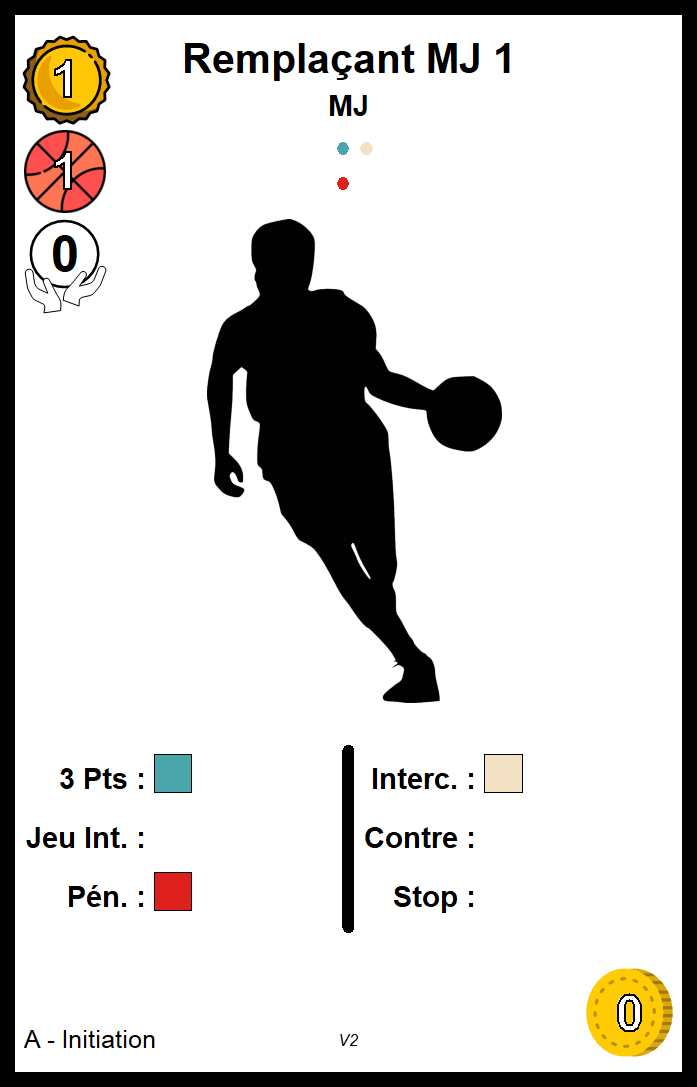 Remplaçant MJ 1
MJ
1
1
0
3 Pts :
Jeu Int. :
Pén. :
Interc. :
Contre :
Stop :
0
A - Initiation
V2